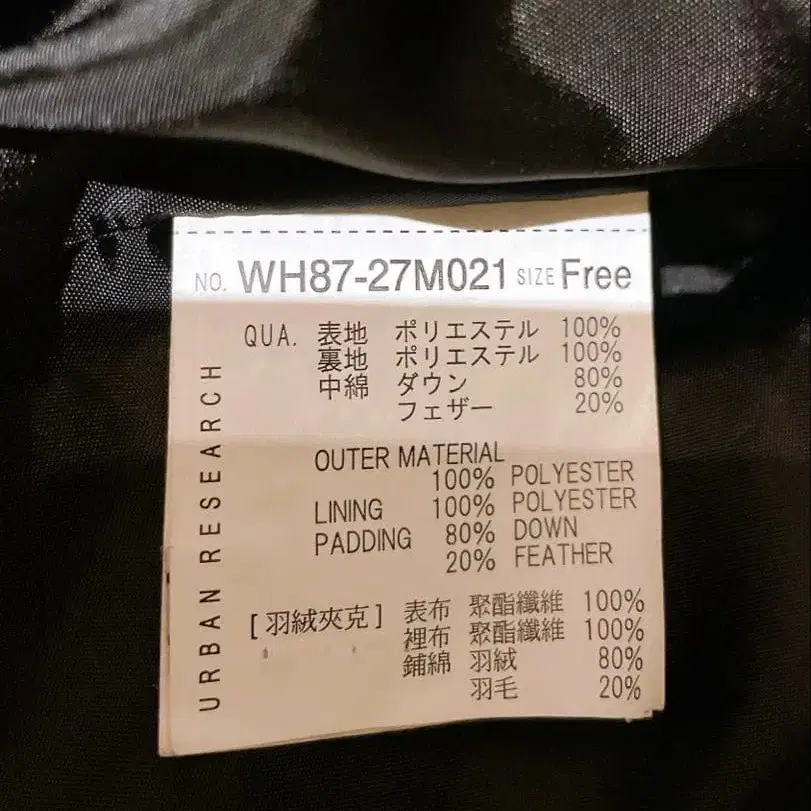 NO. WH87-27M021 SIZE Free
QUA. 表地 ポリエステル 100%
裏地 ポリエステル 100%
中綿 ダウン 80%
フェザー 20%
OUTER MATERIAL
100% POLYESTER
LINING 100% POLYESTER
PADDING 80% DOWN
20% FEATHER
[羽絨夾克] 表布 聚酯纖維 100%
裡布 聚酯纖維 100%
鋪綿 羽絨 80%
羽毛 20%
URBAN RESEARCH